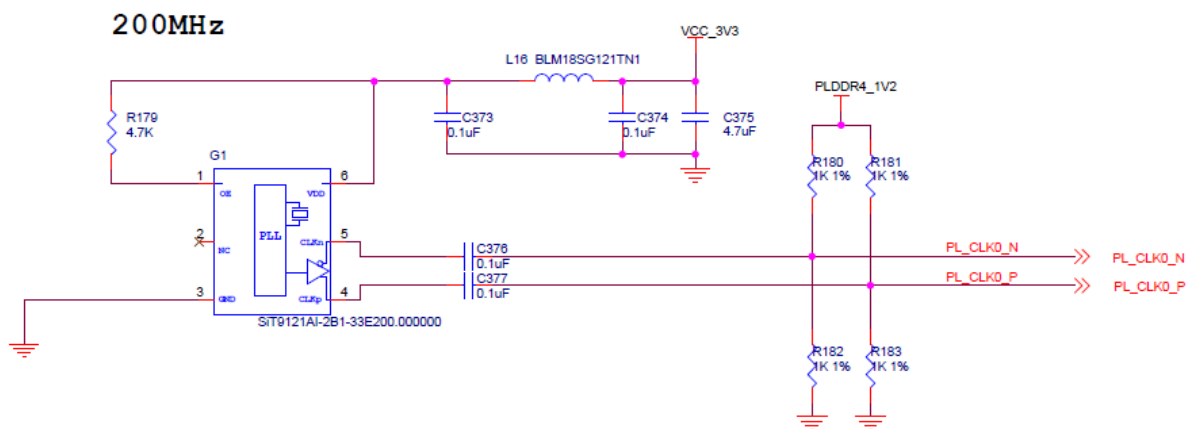 200MHz
VCC_3V3
L16 BLM18SG121TN1
PLDDR4_1V2
R179
4.7K
C373
0.1uF
C374
0.1uF
C375
4.7uF
G1
R180
1K 1%
R181
1K 1%
1
OE
VDD
6
2
NC
PLL
CLKn
5
C376
0.1uF
PL_CLK0_N
PL_CLK0_N
3
GND
CLKp
4
C377
0.1uF
PL_CLK0_P
PL_CLK0_P
SiT9121AI-2B1-33E200.000000
R182
1K 1%
R183
1K 1%